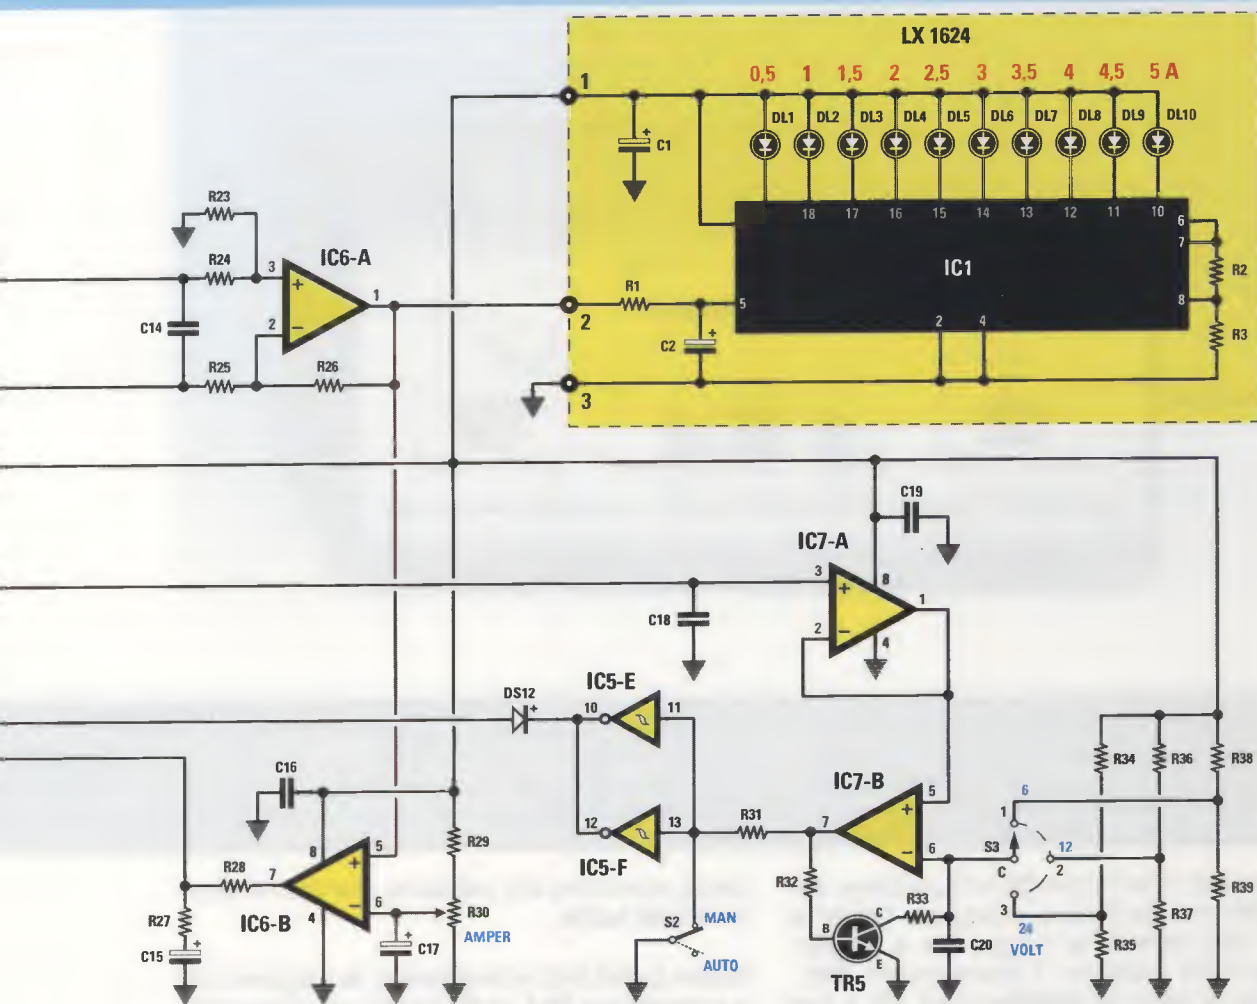 LX 1624
0,5 1 1,5 2 2,5 3 3,5 4 4,5 5 A
1
DL1 DL2 DL3 DL4 DL5 DL6 DL7 DL8 DL9 DL10
+
C1
18 17 16 15 14 13 12 11 10
6
7
IC1
R2
8
R3
R1
5
2
+
C2
2 4
3
R23
R24
IC6-A
3
+
1
C14
2
−
R25
R26
C19
IC7-A
3
+
8
1
2
−
4
C18
DS12
+
IC5-E
10
11
12
13
IC5-F
R31
IC7-B
7
5
+
6
−
R32
R33
B
C
E
TR5
C20
S2
MAN
AUTO
S3
C
1
6
12
2
3
24
VOLT
R34
R36
R38
R35
R37
R39
C16
8
5
+
R28
7
6
−
4
IC6-B
R27
C15
+
+
C17
R29
R30
AMPER